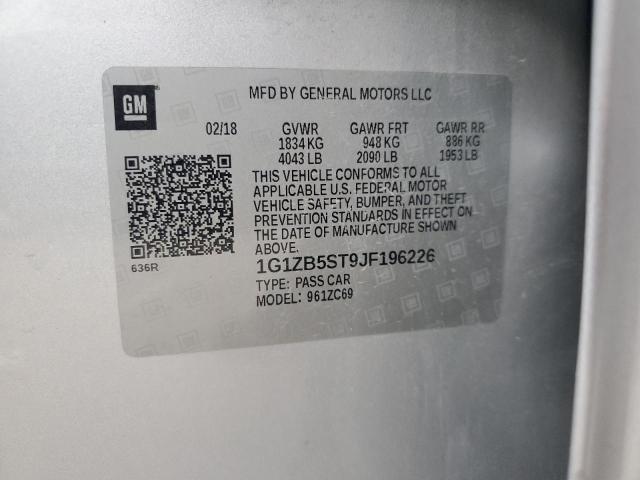 GM
MFD BY GENERAL MOTORS LLC
02/18 GVWR GAWR FRT GAWR RR
1834 KG 948 KG 886 KG
4043 LB 2090 LB 1953 LB
THIS VEHICLE CONFORMS TO ALL
APPLICABLE U.S. FEDERAL MOTOR
VEHICLE SAFETY, BUMPER, AND THEFT
PREVENTION STANDARDS IN EFFECT ON
THE DATE OF MANUFACTURE SHOWN
ABOVE.
636R
1G1ZB5ST9JF196226
TYPE: PASS CAR
MODEL: 961ZC69